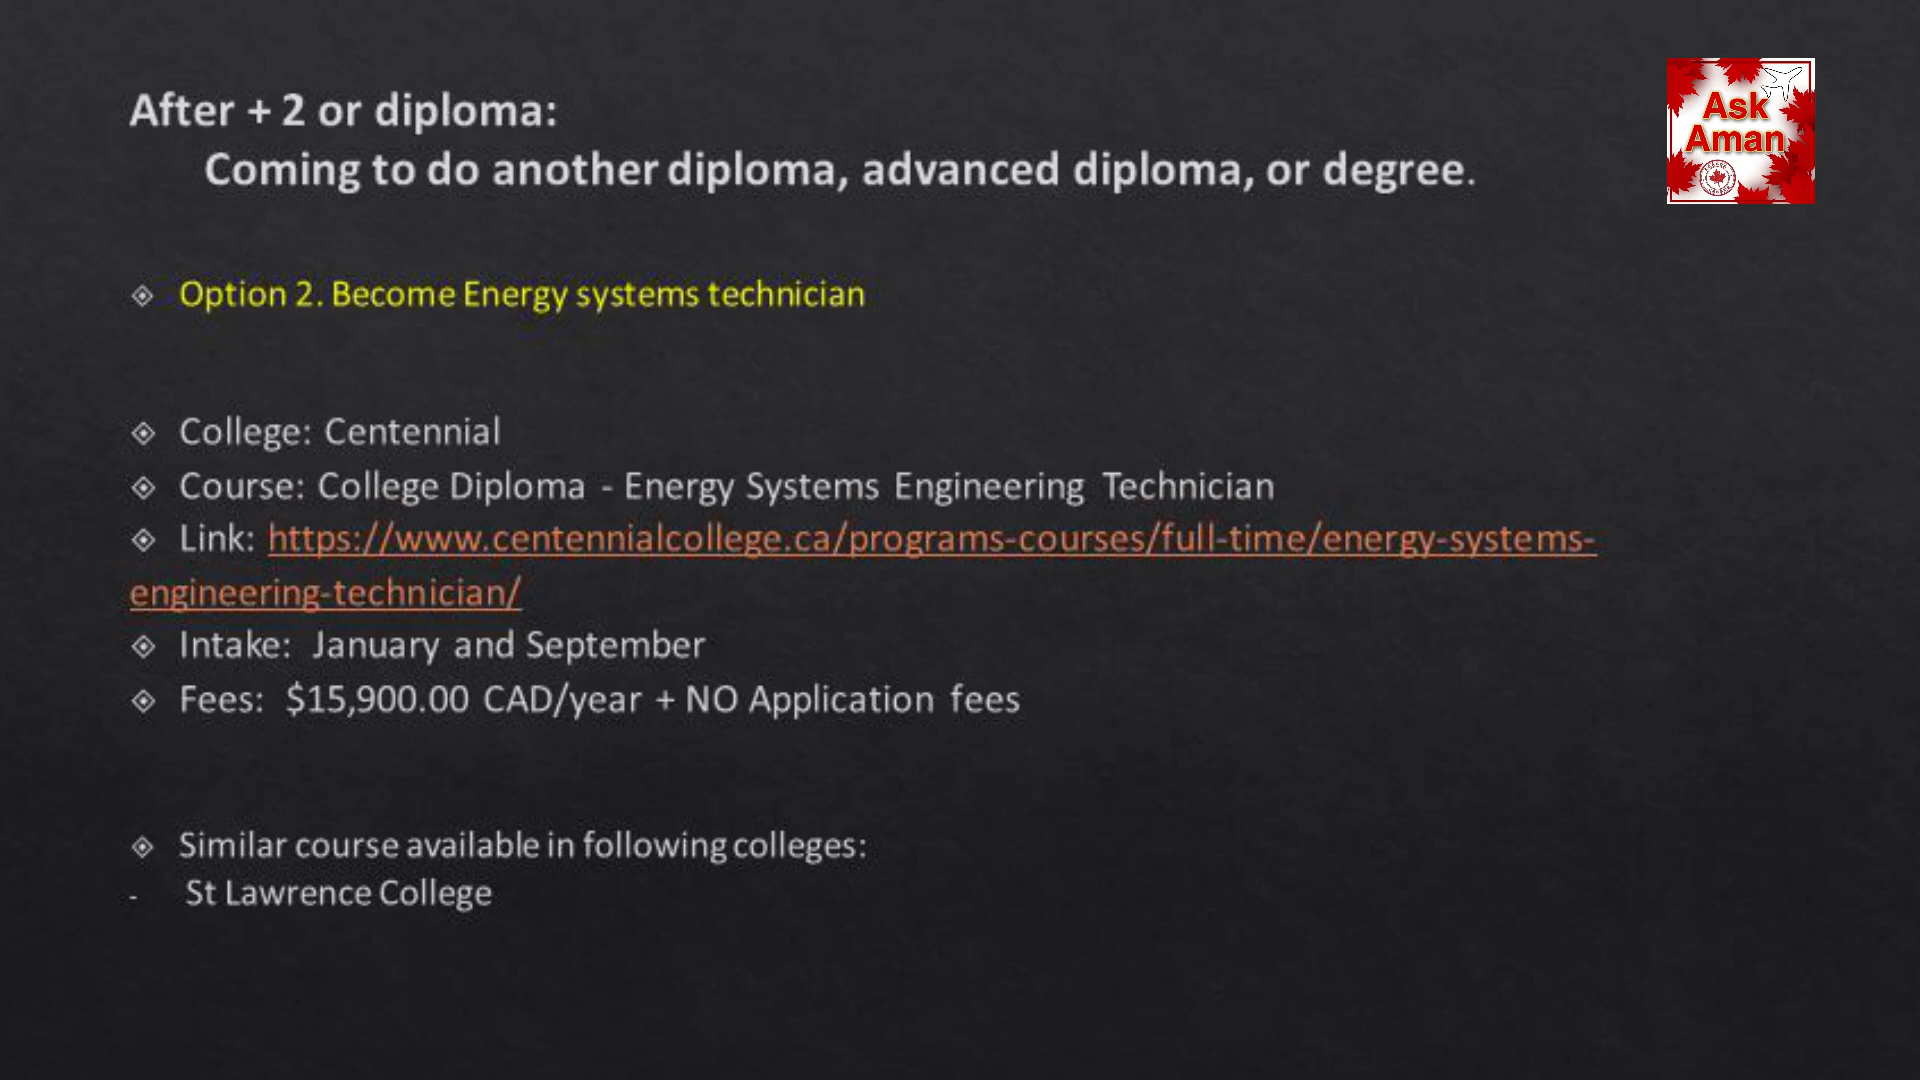 After + 2 or diploma:
Coming to do another diploma, advanced diploma, or degree.
Ask
Aman
Option 2. Become Energy systems technician
College: Centennial
Course: College Diploma - Energy Systems Engineering Technician
Link: https://www.centennialcollege.ca/programs-courses/full-time/energy-systems-
engineering-technician/
Intake: January and September
Fees: $15,900.00 CAD/year + NO Application fees
Similar course available in following colleges:
- St Lawrence College